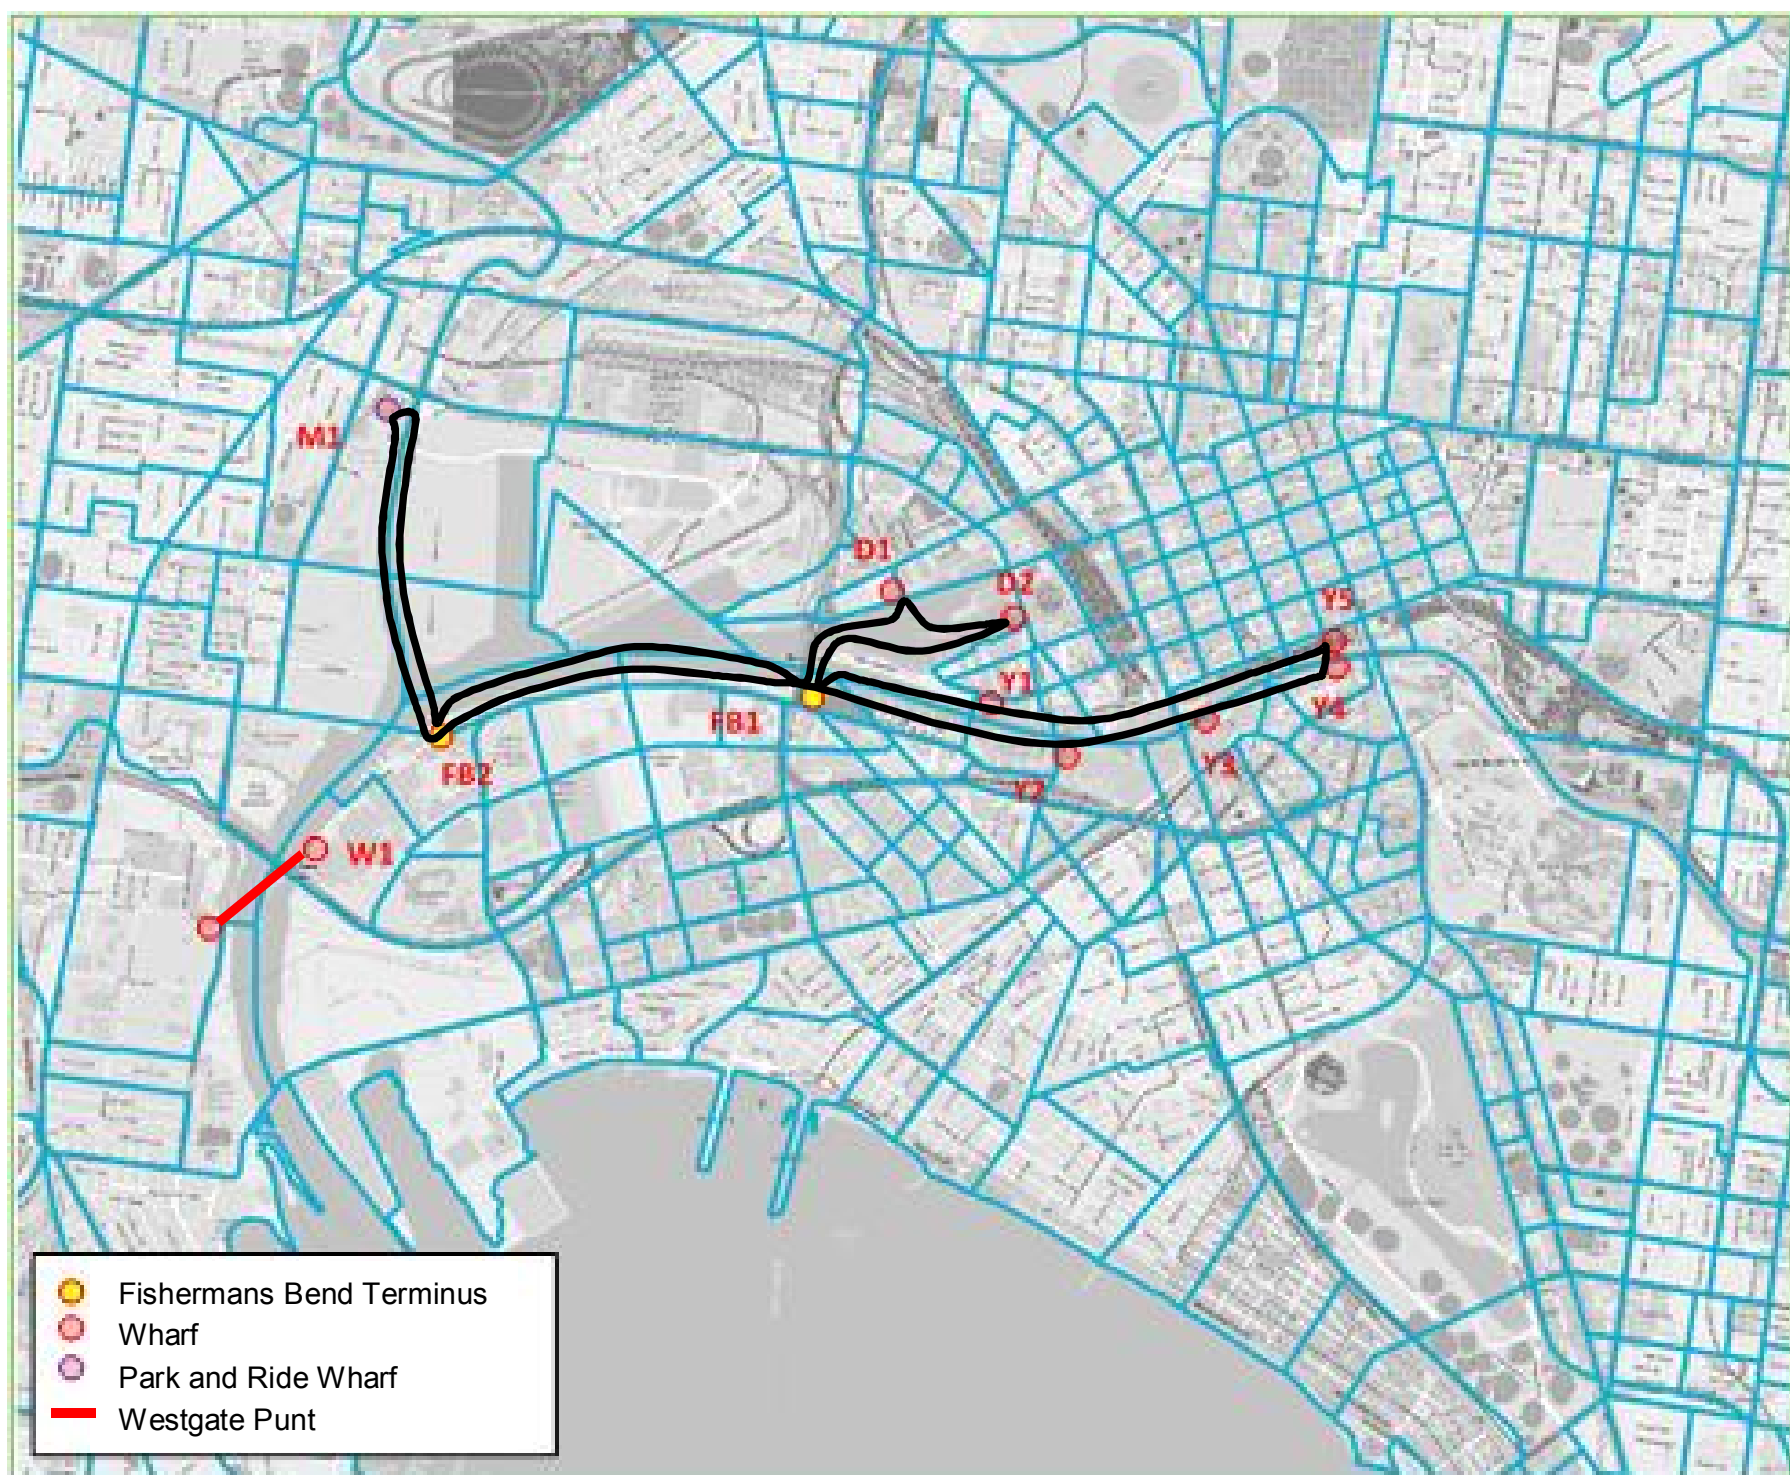 M1
D1
D2
Y5
Y1
FB1
Y4
Y3
FB2
Y2
W1
Fishermans Bend Terminus
Wharf
Park and Ride Wharf
Westgate Punt